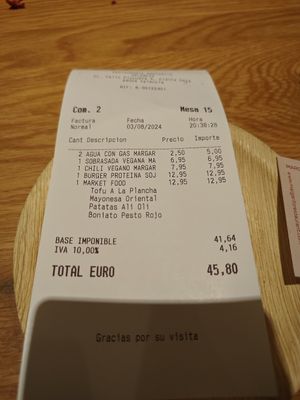 Com. 2 Mesa 15
Factura Fecha Hora
Normal 03/08/2024 20:38:28
Cant Descripcion Precio Importe
2 AGUA CON GAS MARGAR 2,50 5,00
1 SOBRASADA VEGANA MA 6,95 6,95
1 CHILI VEGANO MARGAR 7,95 7,95
1 BURGER PROTEINA SOJ 12,95 12,95
1 MARKET FOOD 12,95 12,95
Tofu A La Plancha
Mayonesa Oriental
Patatas Ali Oli
Boniato Pesto Rojo
BASE IMPONIBLE 41,64
IVA 10,00% 4,16
TOTAL EURO 45,80
Gracias por su visita